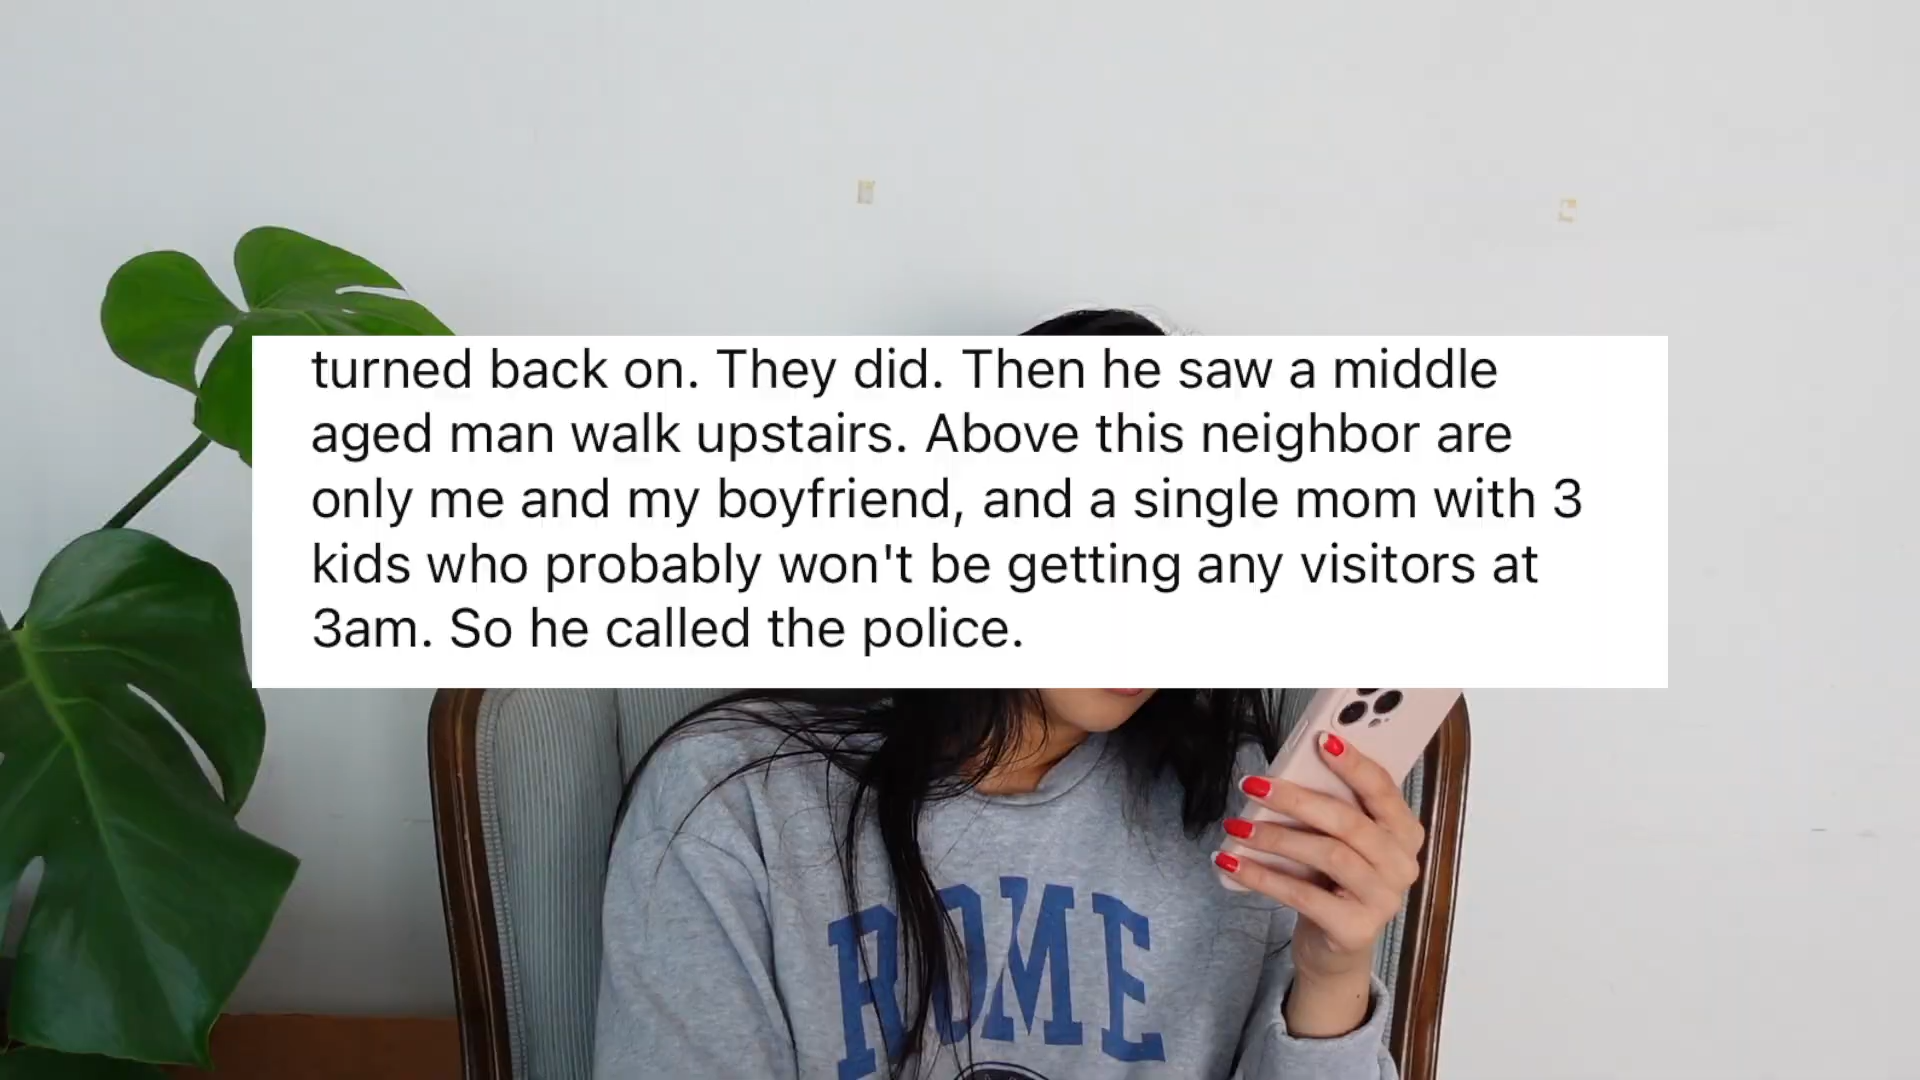 turned back on. They did. Then he saw a middle
aged man walk upstairs. Above this neighbor are
only me and my boyfriend, and a single mom with 3
kids who probably won't be getting any visitors at
3am. So he called the police.
ROME